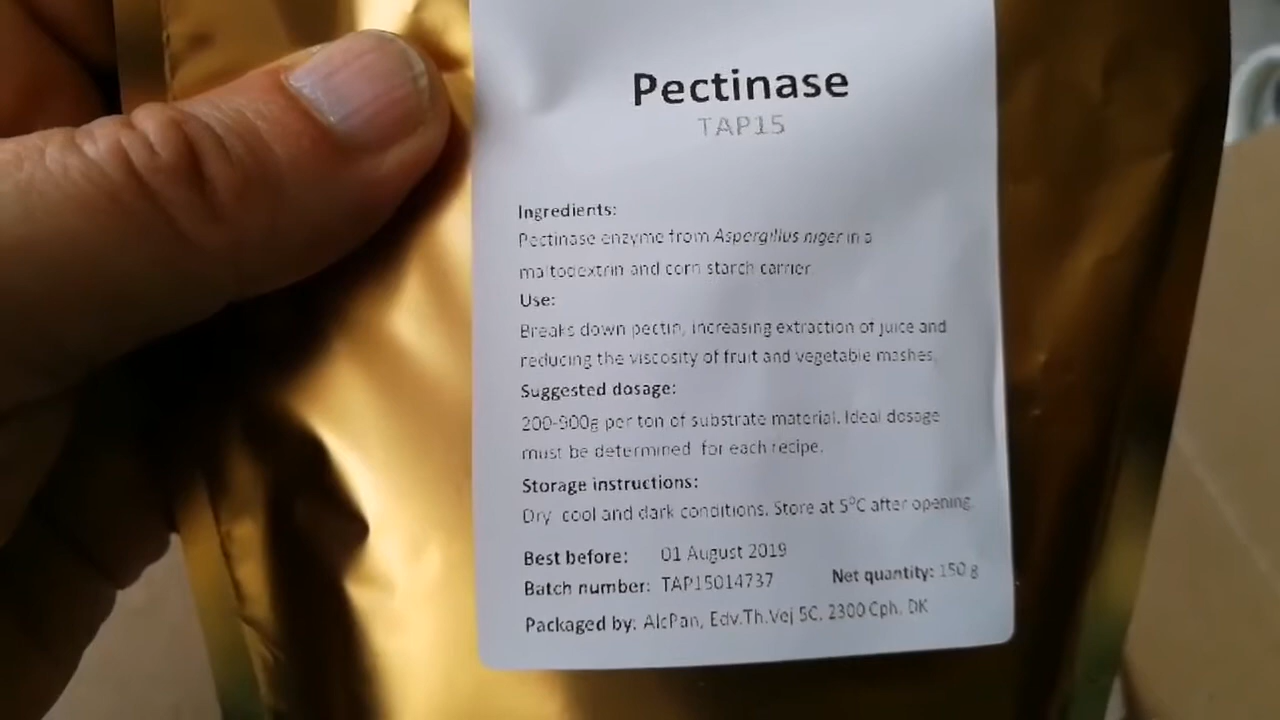 Pectinase
TAP15
Ingredients:
Pectinase enzyme from Aspergillus niger in a
maltodextrin and corn starch carrier
Use:
Breaks down pectin, increasing extraction of juice and
reducing the viscosity of fruit and vegetable mashes.
Suggested dosage:
200-900g per ton of substrate material. Ideal dosage
must be determined for each recipe.
Storage instructions:
Dry cool and dark conditions. Store at 5°C after opening.
Best before: 01 August 2019
Batch number: TAP15014737 Net quantity: 150 g
Packaged by: AlcPan, Edv.Th.Vej 5C, 2300 Cph. DK